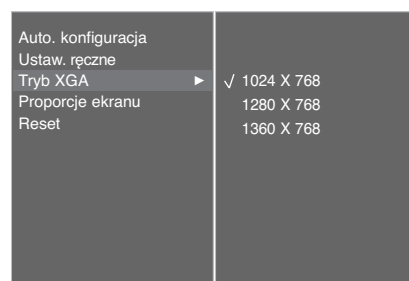 Auto. konfiguracja
Ustaw. ręczne
Tryb XGA ►
Proporcje ekranu
Reset
√ 1024 X 768
1280 X 768
1360 X 768